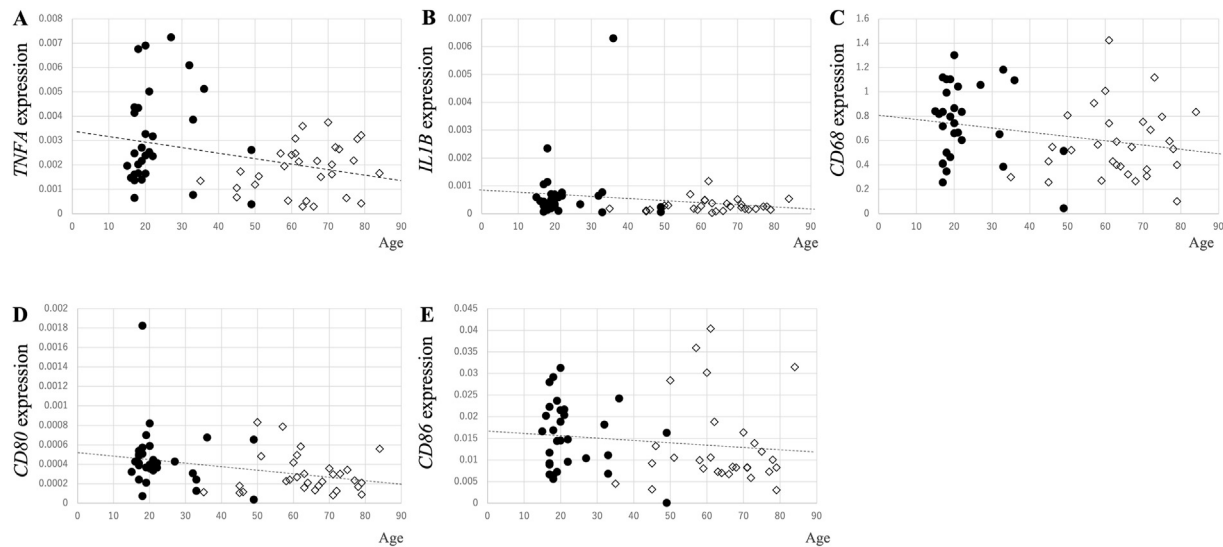 A
TNFA expression
0.008
0.007
0.006
0.005
0.004
0.003
0.002
0.001
0
0 10 20 30 40 50 60 70 80 90
Age
B
IL1B expression
0.007
0.006
0.005
0.004
0.003
0.002
0.001
0
0 10 20 30 40 50 60 70 80 90
Age
C
CD68 expression
1.6
1.4
1.2
1
0.8
0.6
0.4
0.2
0
0 10 20 30 40 50 60 70 80 90
Age
D
CD80 expression
0.002
0.0018
0.0016
0.0014
0.0012
0.001
0.0008
0.0006
0.0004
0.0002
0
0 10 20 30 40 50 60 70 80 90
Age
E
CD86 expression
0.045
0.04
0.035
0.03
0.025
0.02
0.015
0.01
0.005
0
0 10 20 30 40 50 60 70 80 90
Age